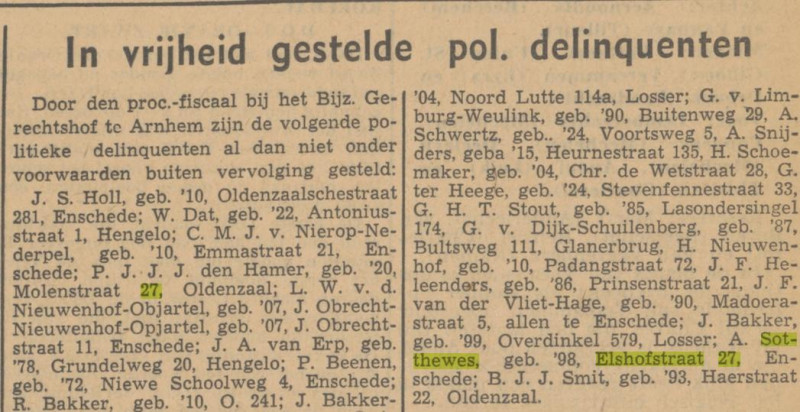 In vrijheid gestelde pol. delinquenten
Door den proc.-fiscaal bij het Bijz. Ge-
rechtshof te Arnhem zijn de volgende po-
litieke delinquenten al dan niet onder
voorwaarden buiten vervolging gesteld:
J. S. Holl, geb. '10, Oldenzaalschestraat
281, Enschede; W. Dat, geb. '22, Antonius-
straat 1, Hengelo; C. M. J. v. Nierop-Ne-
derpel, geb. '10, Emmastraat 21, En-
schede; P. J. J. J. den Hamer, geb. '20,
Molenstraat 27, Oldenzaal; L. W. v. d.
Nieuwenhof-Objartel, geb. '07, J. Obrecht-
Nieuwenhof-Opjartel, geb. '07, J. Obrecht-
straat 11, Enschede; J. A. van Erp, geb.
'78, Grundelweg 20, Hengelo; P. Beenen,
geb. '72, Niewe Schoolweg 4, Enschede;
R. Bakker, geb. '10, O. 241; J. Bakker-
'04, Noord Lutte 114a, Losser; G. v. Lim-
burg-Weulink, geb. '90, Buitenweg 29, A.
Schwertz, geb.. '24, Voortsweg 5, A. Snij-
ders, geba '15, Heurnestraat 135, H. Schoe-
maker, geb. '04, Chr. de Wetstraat 28, G.
ter Heege, geb. '24, Stevenfennestraat 33,
G. H. T. Stout, geb. '85, Lasondersingel
174, G. v. Dijk-Schuilenberg, geb. '87,
Bultsweg 111, Glanerbrug, H. Nieuwen-
hof, geb. '10, Padangstraat 72, J. F. He-
leenders, geb. '86, Prinsenstraat 21, J. F.
van der Vliet-Hage, geb. '90, Madoera-
straat 5, allen te Enschede; J. Bakker,
geb. '99, Overdinkel 579, Losser; A. Sot-
thewes, geb. '98, Elshofstraat 27, En-
schede; B. J. J. Smit, geb. '93, Haerstraat
22, Oldenzaal.